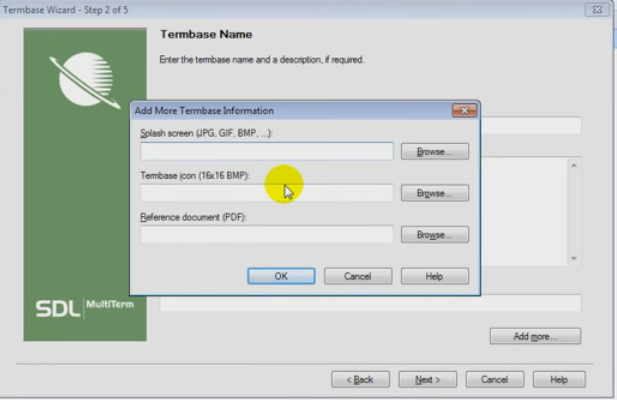 Termbase Wizard - Step 2 of 5
Termbase Name
Enter the termbase name and a description, if required.
Add More Termbase Information
Splash screen (JPG, GIF, BMP, ...):
Browse...
Termbase icon (16x16 BMP):
Browse...
Reference document (PDF):
Browse...
OK Cancel Help
SDL MultiTerm
Add more...
< Back Next > Cancel Help